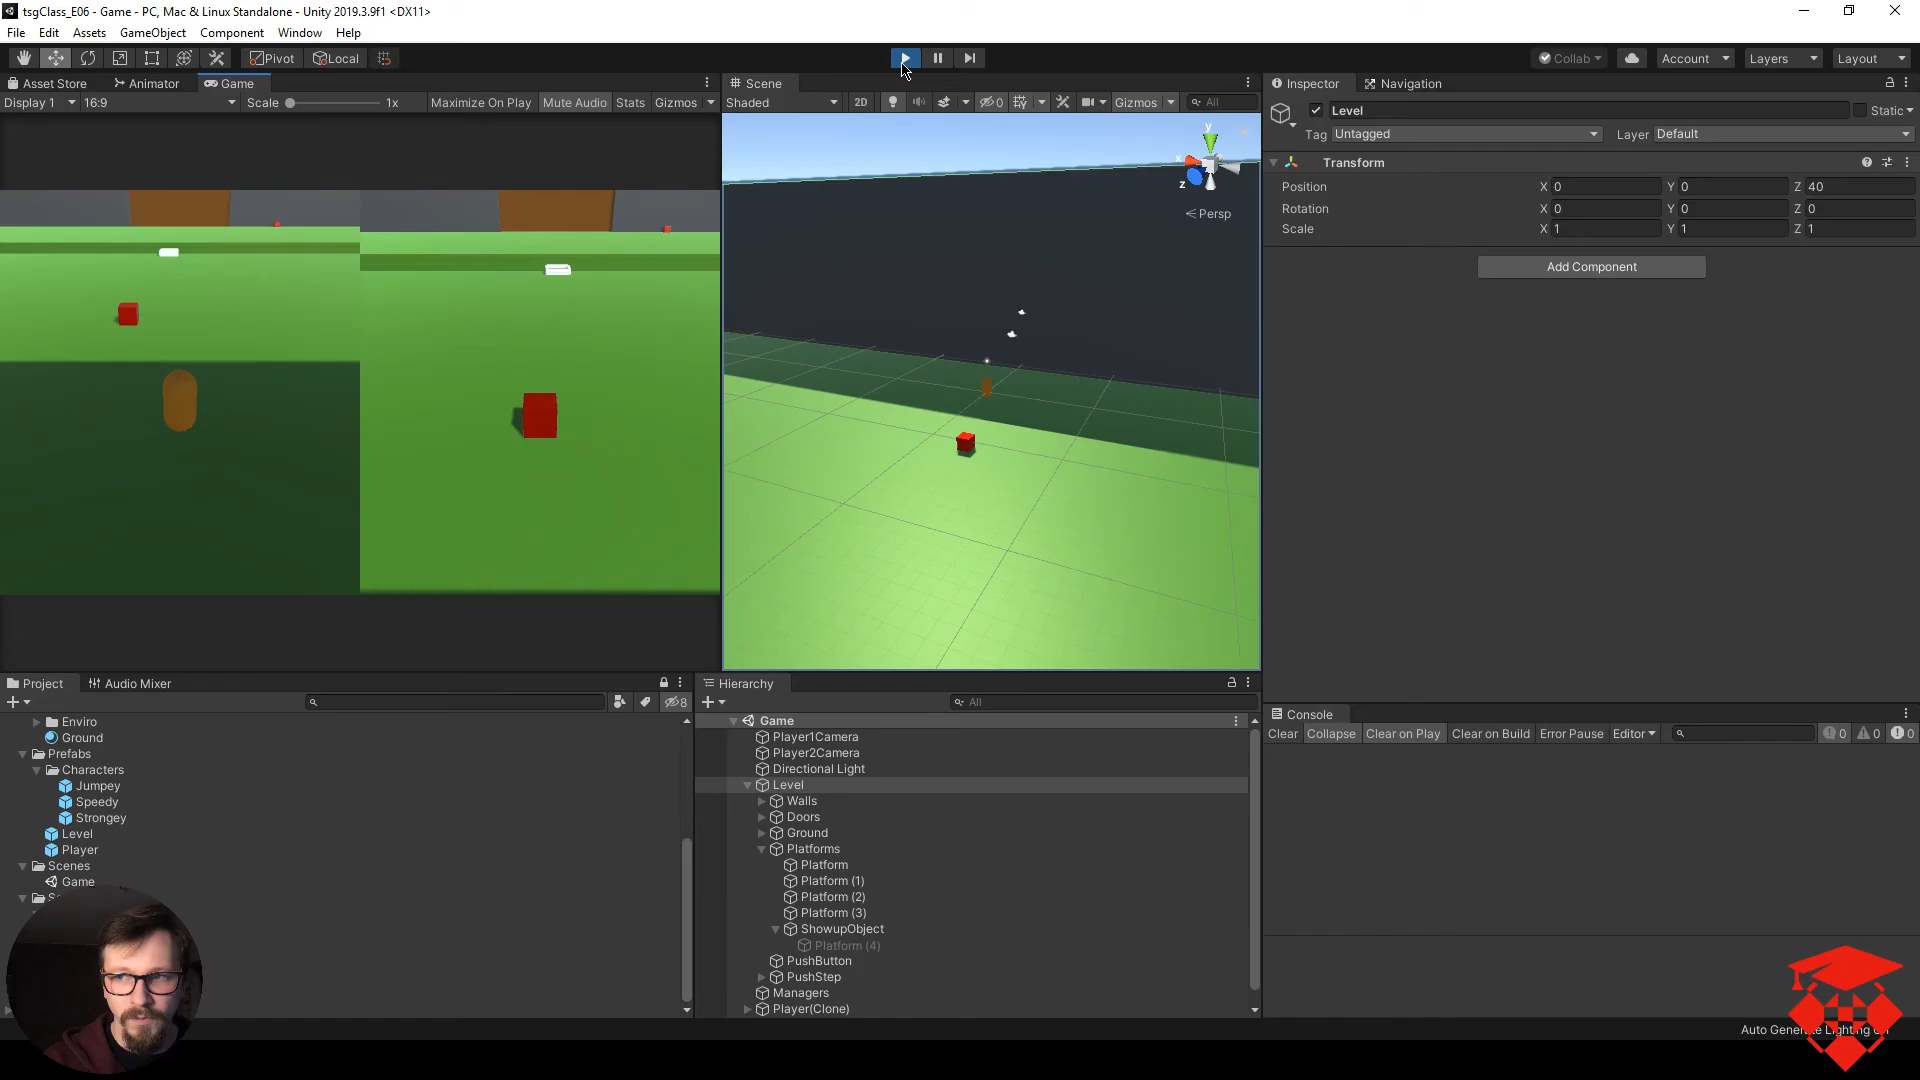 tsgClass_E06 - Game - PC, Mac & Linux Standalone - Unity 2019.3.9f1 <DX11>
File Edit Assets GameObject Component Window Help
Pivot Local Collab Account Layers Layout
Asset Store Animator Game
Display 1 16:9 Scale 1x Maximize On Play Mute Audio Stats Gizmos
Scene
Shaded 2D 0 Gizmos All
y
z
Persp
Inspector Navigation
Level Static
Tag Untagged Layer Default
Transform
Position X 0 Y 0 Z 40
Rotation X 0 Y 0 Z 0
Scale X 1 Y 1 Z 1
Add Component
Project Audio Mixer
8
Enviro
Ground
Prefabs
Characters
Jumpey
Speedy
Strongey
Level
Player
Scenes
Game
Hierarchy
All
Game
Player1Camera
Player2Camera
Directional Light
Level
Walls
Doors
Ground
Platforms
Platform
Platform (1)
Platform (2)
Platform (3)
ShowupObject
Platform (4)
PushButton
PushStep
Managers
Player(Clone)
Console
Clear Collapse Clear on Play Clear on Build Error Pause Editor 0 0 0